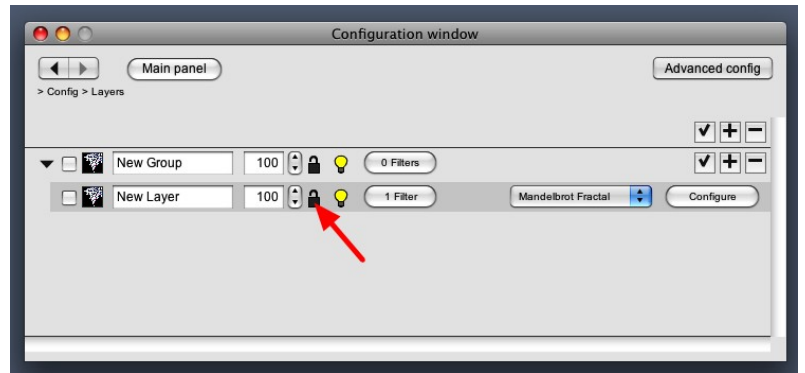 Configuration window
Main panel Advanced config
> Config > Layers
New Group 100 0 Filters
New Layer 100 1 Filter Mandelbrot Fractal Configure